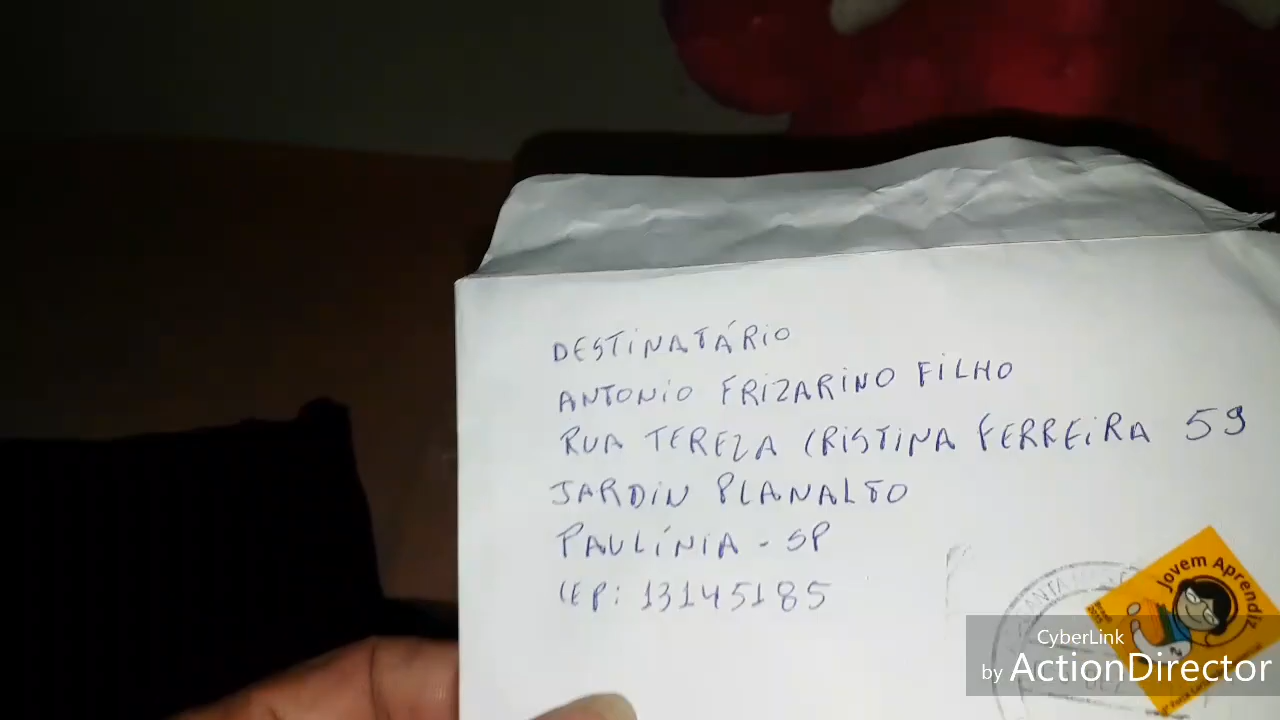 DESTINATÁRIO
ANTONIO FRIZARINO FILHO
RUA TEREZA CRISTINA FERREIRA 59
JARDIN PLANALTO
PAULÍNIA - SP
CEP: 13145185
Jovem Aprendiz
CyberLink
by ActionDirector